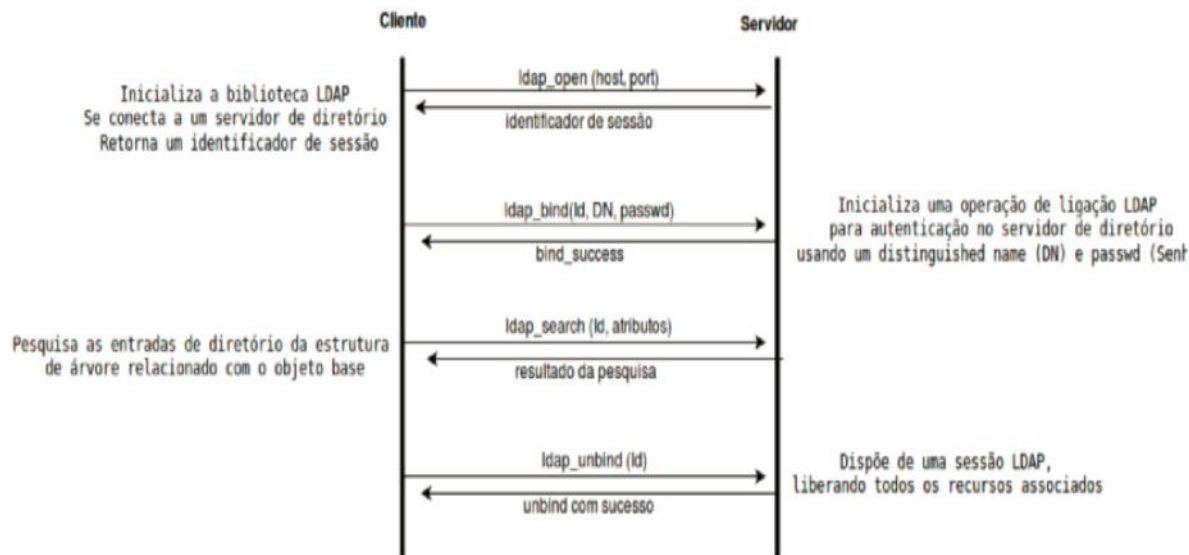 Cliente
Servidor
ldap_open (host, port)
identificador de sessão
Inicializa a biblioteca LDAP
Se conecta a um servidor de diretório
Retorna um identificador de sessão
ldap_bind(Id, DN, passwd)
bind_success
Inicializa uma operação de ligação LDAP
para autenticação no servidor de diretório
usando um distinguished name (DN) e passwd (Senh
ldap_search (Id, atributos)
resultado da pesquisa
Pesquisa as entradas de diretório da estrutura
de árvore relacionado com o objeto base
ldap_unbind (Id)
unbind com sucesso
Dispõe de uma sessão LDAP,
liberando todos os recursos associados